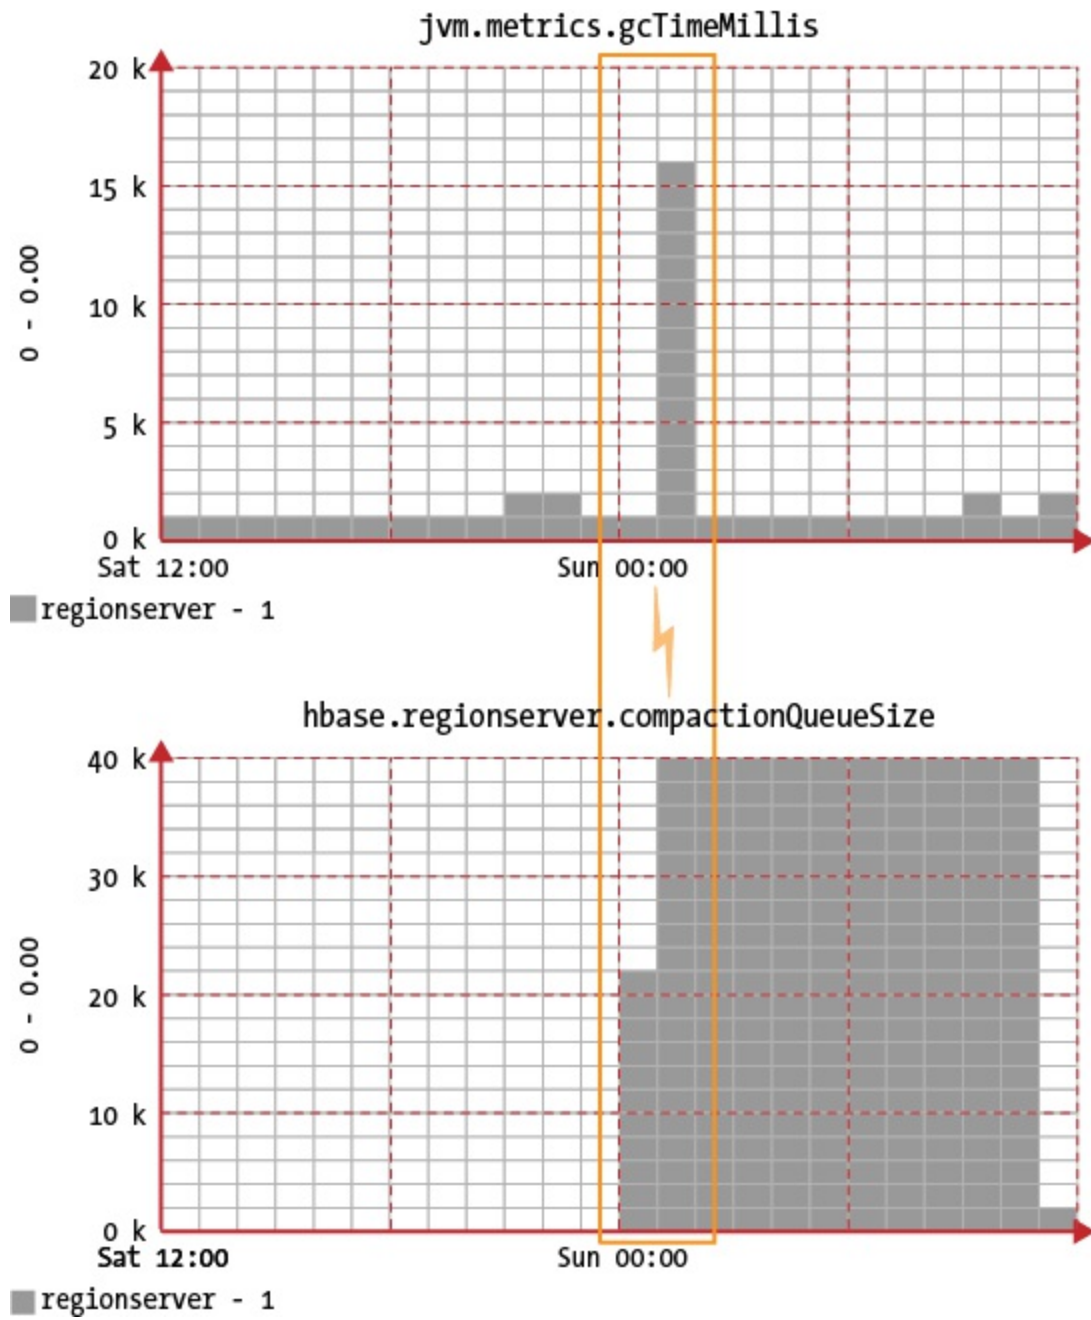 jvm.metrics.gcTimeMillis
20 k
15 k
10 k
5 k
0 k
0 - 0.00
Sat 12:00 Sun 00:00
regionserver - 1
hbase.regionserver.compactionQueueSize
40 k
30 k
20 k
10 k
0 k
0 - 0.00
Sat 12:00 Sun 00:00
regionserver - 1